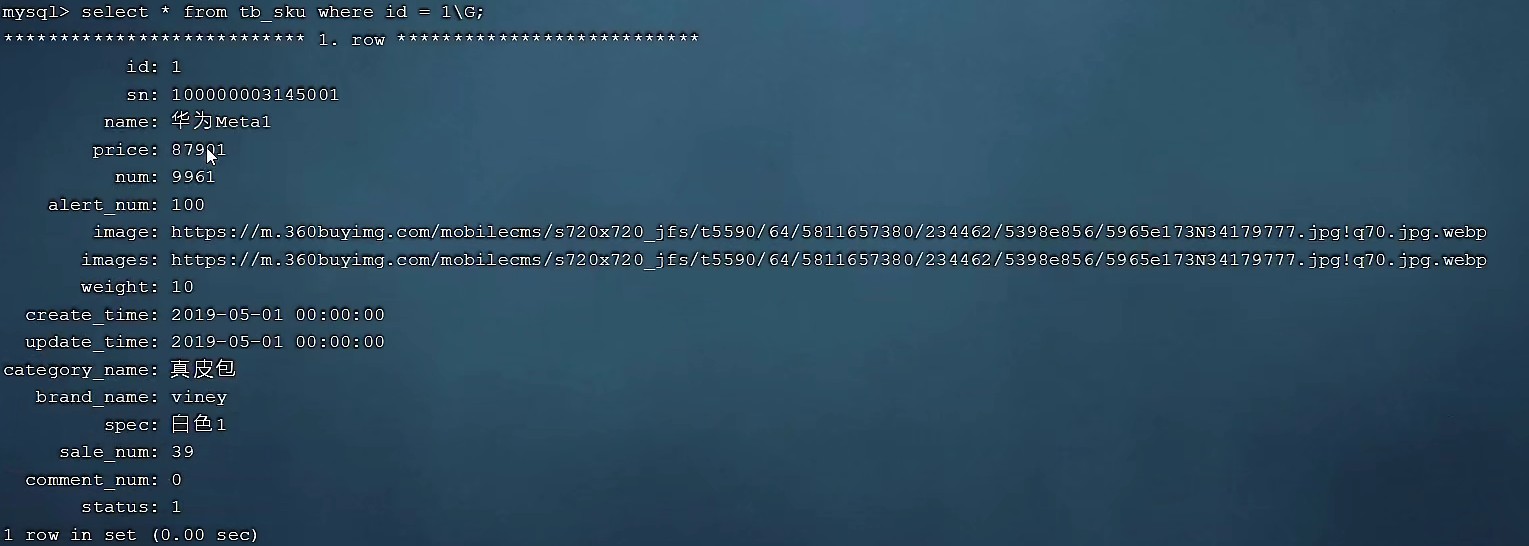 mysql> select * from tb_sku where id = 1\G;
*************************** 1. row ***************************
id: 1
sn: 100000003145001
name: 华为Meta1
price: 87901
num: 9961
alert_num: 100
image: https://m.360buyimg.com/mobilecms/s720x720_jfs/t5590/64/5811657380/234462/5398e856/5965e173N34179777.jpg!q70.jpg.webp
images: https://m.360buyimg.com/mobilecms/s720x720_jfs/t5590/64/5811657380/234462/5398e856/5965e173N34179777.jpg!q70.jpg.webp
weight: 10
create_time: 2019-05-01 00:00:00
update_time: 2019-05-01 00:00:00
category_name: 真皮包
brand_name: viney
spec: 白色1
sale_num: 39
comment_num: 0
status: 1
1 row in set (0.00 sec)